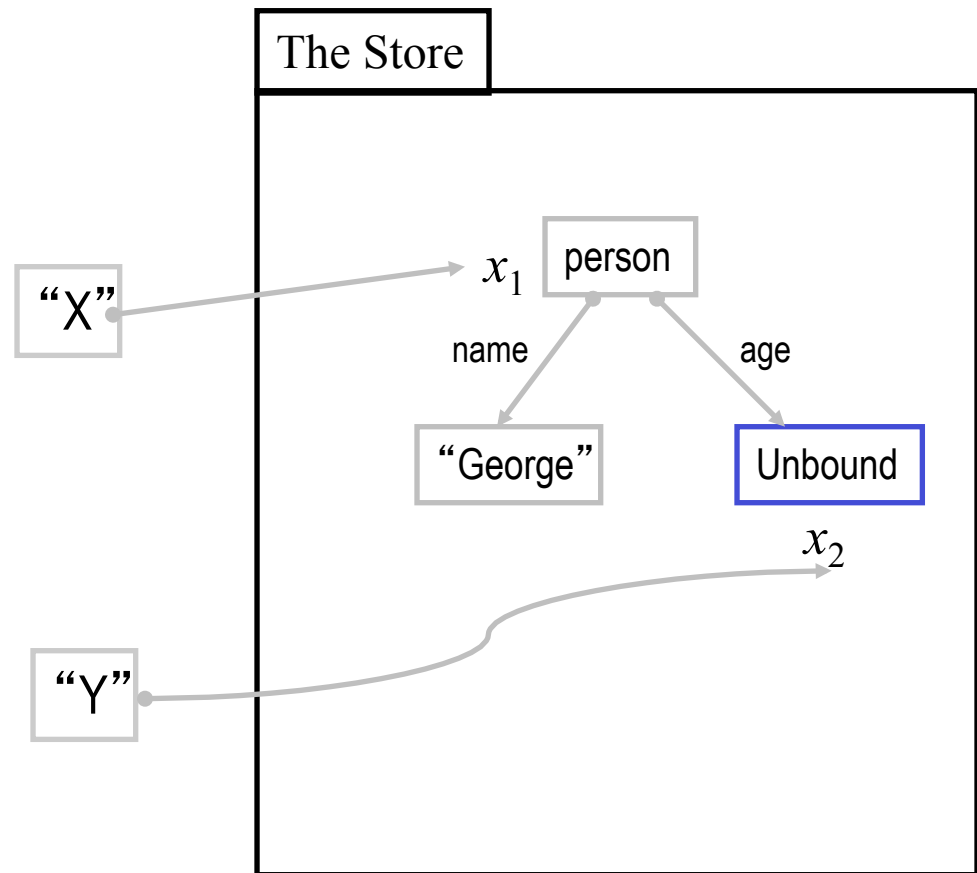 The Store
person
“X”
x₁
name
age
“George”
Unbound
x₂
“Y”